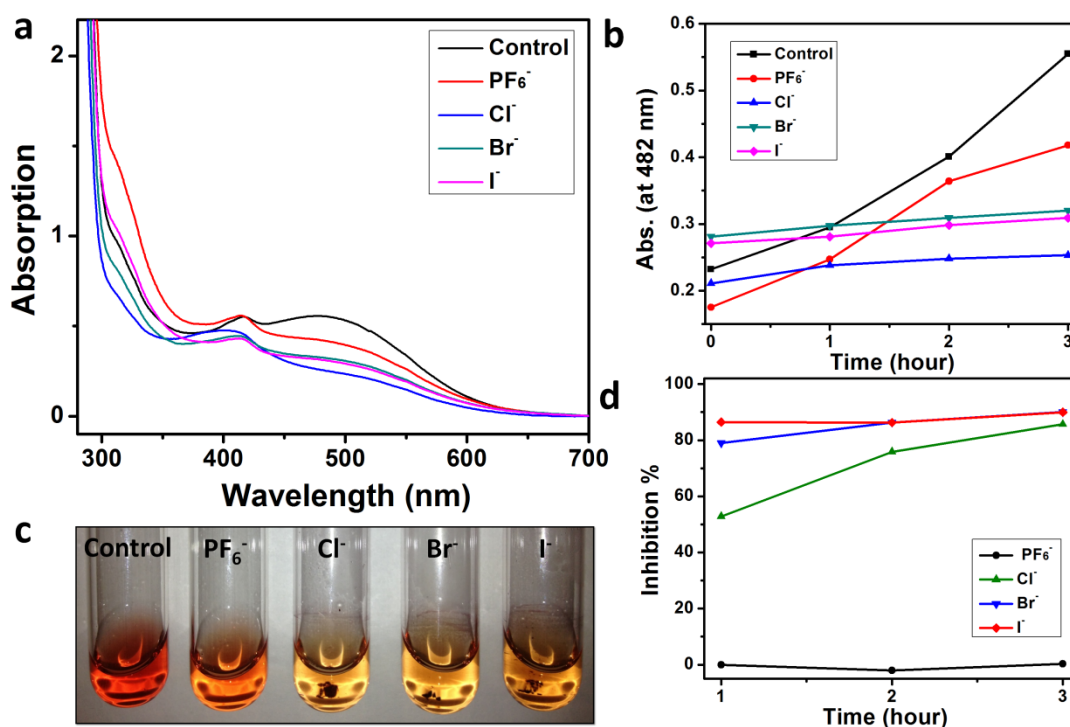 a
2
1
0
300
400
500
600
700
Absorption
Wavelength (nm)
Control
PF₆⁻
Cl⁻
Br⁻
I⁻
b
0.6
0.5
0.4
0.3
0.2
0
1
2
3
Abs. (at 482 nm)
Time (hour)
Control
PF₆⁻
Cl⁻
Br⁻
I⁻
c
Control PF₆⁻ Cl⁻ Br⁻ I⁻
d
100
80
60
40
20
0
1
2
3
Inhibition %
Time (hour)
PF₆⁻
Cl⁻
Br⁻
I⁻